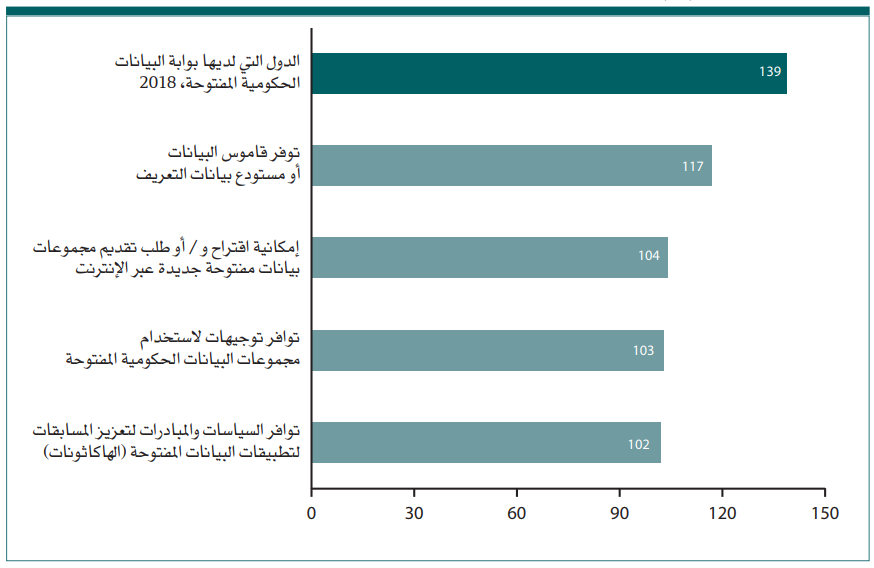 الدول التي لديها بوابة البيانات
الحكومية المفتوحة، 2018
139
توفر قاموس البيانات
أو مستودع بيانات التعريف
117
إمكانية اقتراح و / أو طلب تقديم مجموعات
بيانات مفتوحة جديدة عبر الإنترنت
104
توافر توجيهات لاستخدام
مجموعات البيانات الحكومية المفتوحة
103
توافر السياسات والمبادرات لتعزيز المسابقات
لتطبيقات البيانات المفتوحة (الهاكاثونات)
102
0 30 60 90 120 150